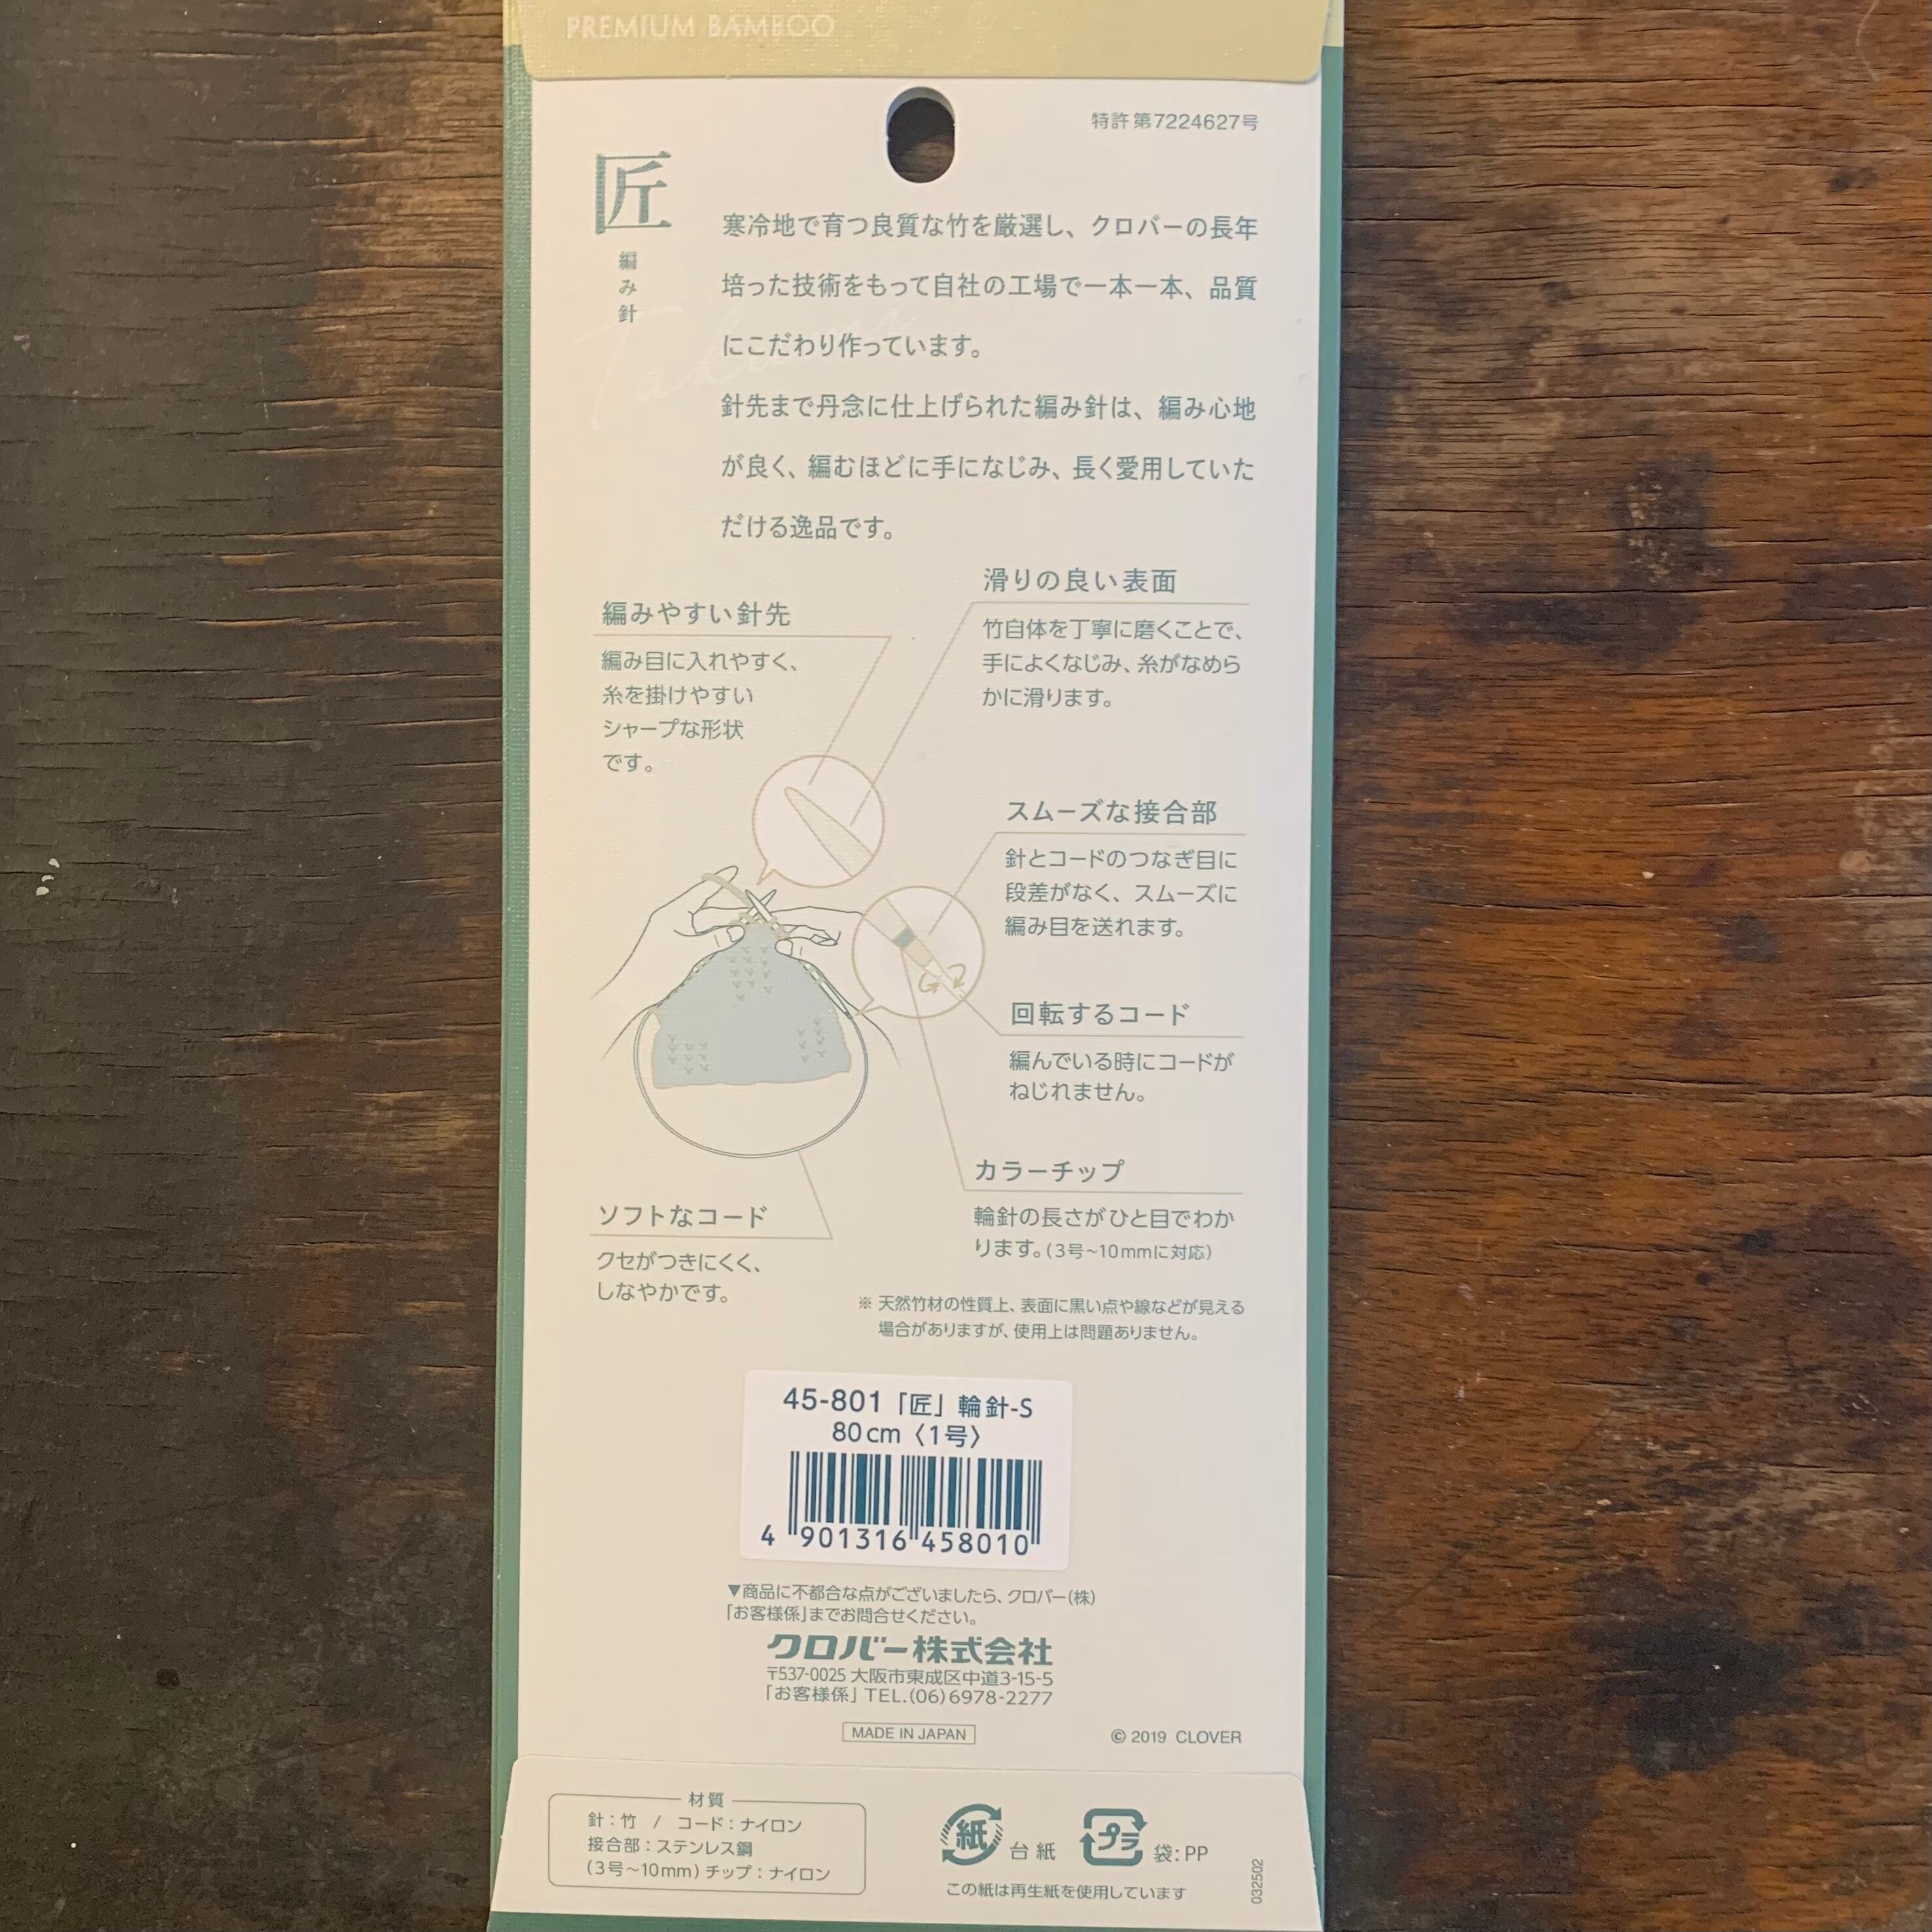 PREMIUM BAMBOO
特許第7224627号
匠
編み針
Takumi
寒冷地で育つ良質な竹を厳選し、クロバーの長年
培った技術をもって自社の工場で一本一本、品質
にこだわり作っています。
針先まで丹念に仕上げられた編み針は、編み心地
が良く、編むほどに手になじみ、長く愛用していた
だける逸品です。
編みやすい針先
編み目に入れやすく、
糸を掛けやすい
シャープな形状
です。
滑りの良い表面
竹自体を丁寧に磨くことで、
手によくなじみ、糸がなめら
かに滑ります。
スムーズな接合部
針とコードのつなぎ目に
段差がなく、スムーズに
編み目を送れます。
回転するコード
編んでいる時にコードが
ねじれません。
カラーチップ
輪針の長さがひと目でわか
ります。(3号~10mmに対応)
ソフトなコード
クセがつきにくく、
しなやかです。
※ 天然竹材の性質上、表面に黒い点や線などが見える
場合がありますが、使用上は問題ありません。
45-801「匠」輪針-S
80cm〈1号〉
4 901316 458010
▼商品に不都合な点がございましたら、クロバー(株)
「お客様係」までお問合せください。
クロバー株式会社
〒537-0025 大阪市東成区中道3-15-5
「お客様係」TEL.(06)6978-2277
MADE IN JAPAN
© 2019 CLOVER
材質
針:竹 / コード:ナイロン
接合部:ステンレス鋼
(3号~10mm)チップ:ナイロン
紙 台紙
プラ 袋:PP
この紙は再生紙を使用しています
032502